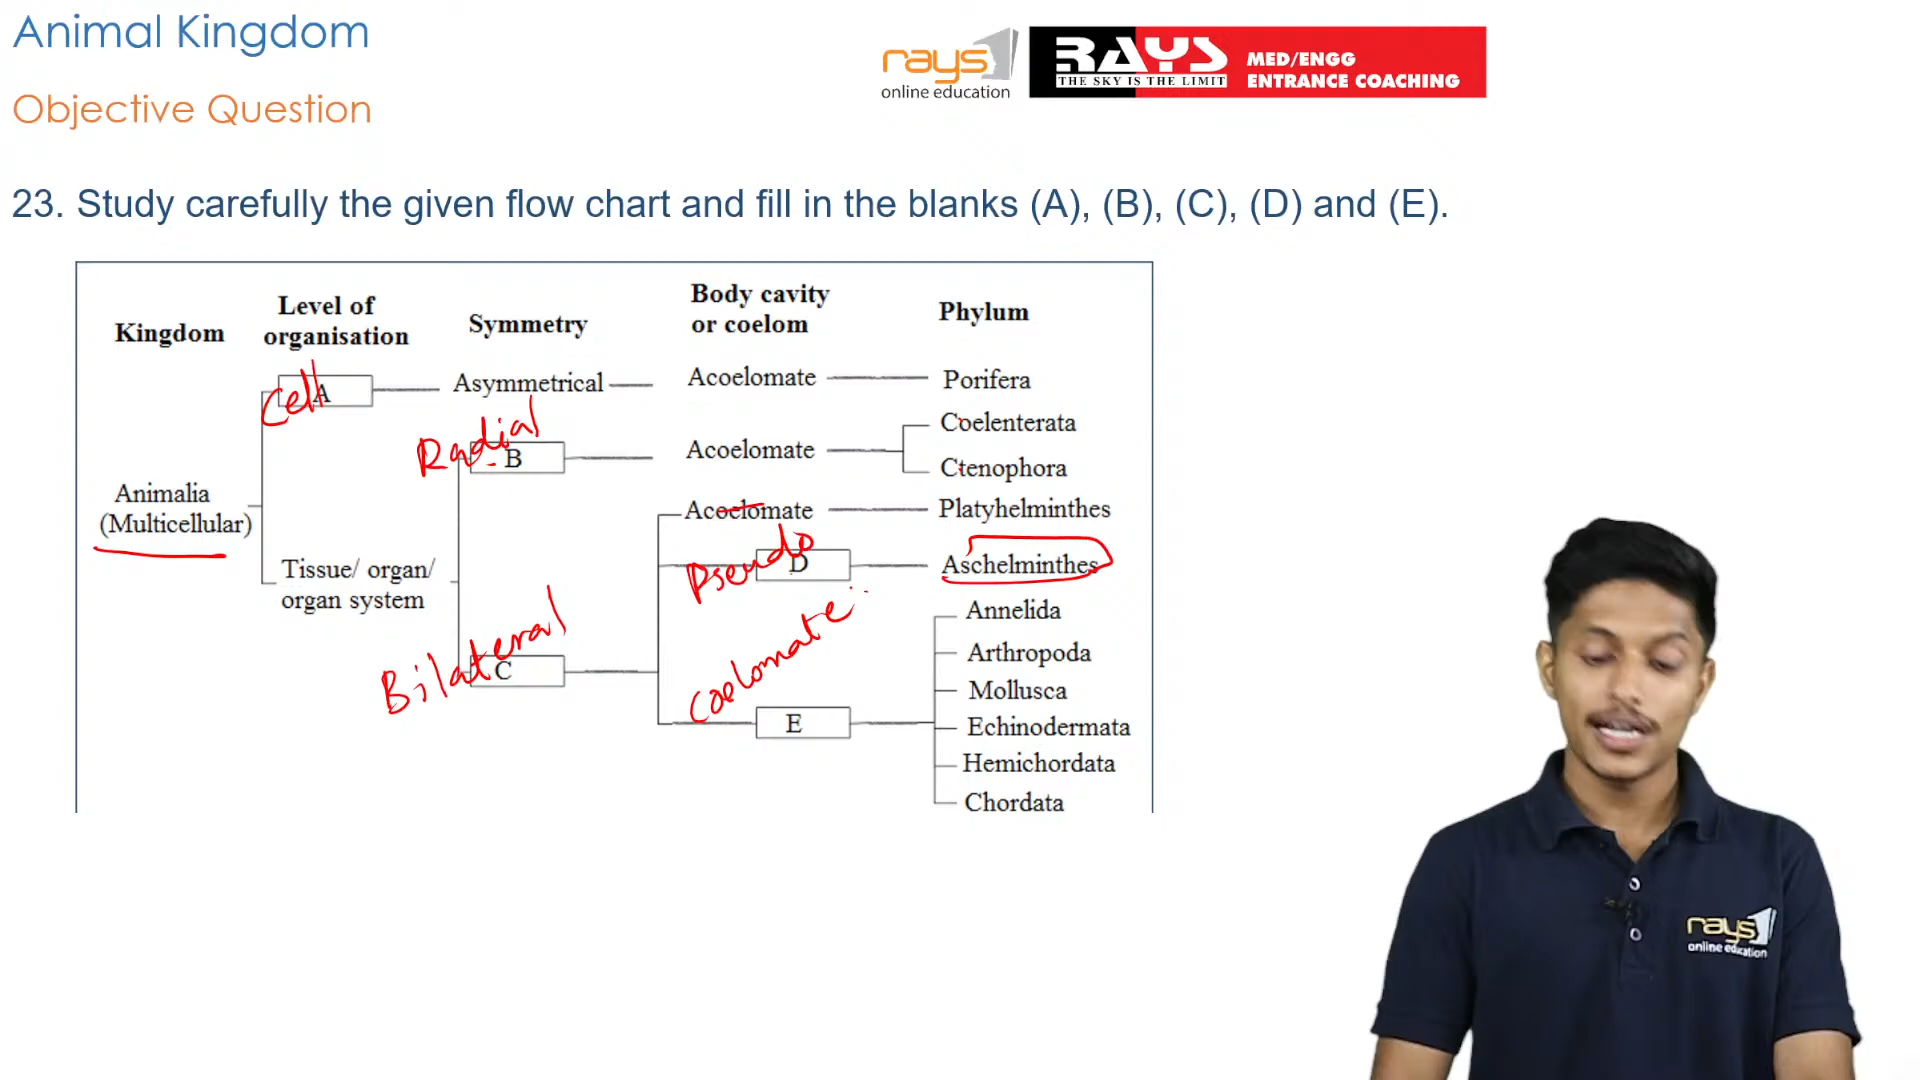 Animal Kingdom
Objective Question
rays
online education
RAYS
THE SKY IS THE LIMIT
MED/ENGG
ENTRANCE COACHING
23. Study carefully the given flow chart and fill in the blanks (A), (B), (C), (D) and (E).
Kingdom
Level of
organisation
Symmetry
Body cavity
or coelom
Phylum
Cell
A
Asymmetrical
Acoelomate
Porifera
Radial
B
Acoelomate
Coelenterata
Ctenophora
Animalia
(Multicellular)
Tissue/ organ/
organ system
Acoelomate
Platyhelminthes
Pseudo
D
Aschelminthes
Bilateral
C
Coelomate
E
Annelida
Arthropoda
Mollusca
Echinodermata
Hemichordata
Chordata
rays
online education